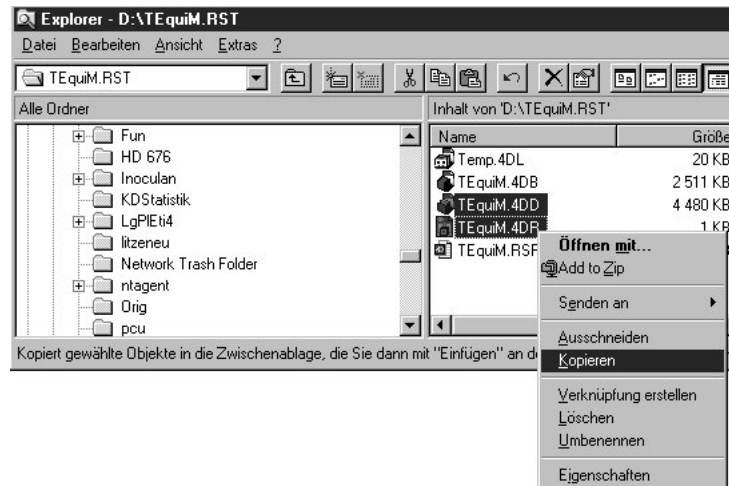 Explorer - D:\TEquiM.RST
Datei Bearbeiten Ansicht Extras ?
TEquiM.RST
Alle Ordner
Inhalt von 'D:\TEquiM.RST'
Fun
HD 676
Inoculan
KDStatistik
LgPlEti4
litzeneu
Network Trash Folder
ntagent
Orig
pcu
Name Größe
Temp.4DL 20 KB
TEquiM.4DB 2 511 KB
TEquiM.4DD 4 480 KB
TEquiM.4DR 1 KB
TEquiM.RSR
Öffnen mit...
Add to Zip
Senden an
Ausschneiden
Kopieren
Verknüpfung erstellen
Löschen
Umbenennen
Eigenschaften
Kopiert gewählte Objekte in die Zwischenablage, die Sie dann mit "Einfügen" an